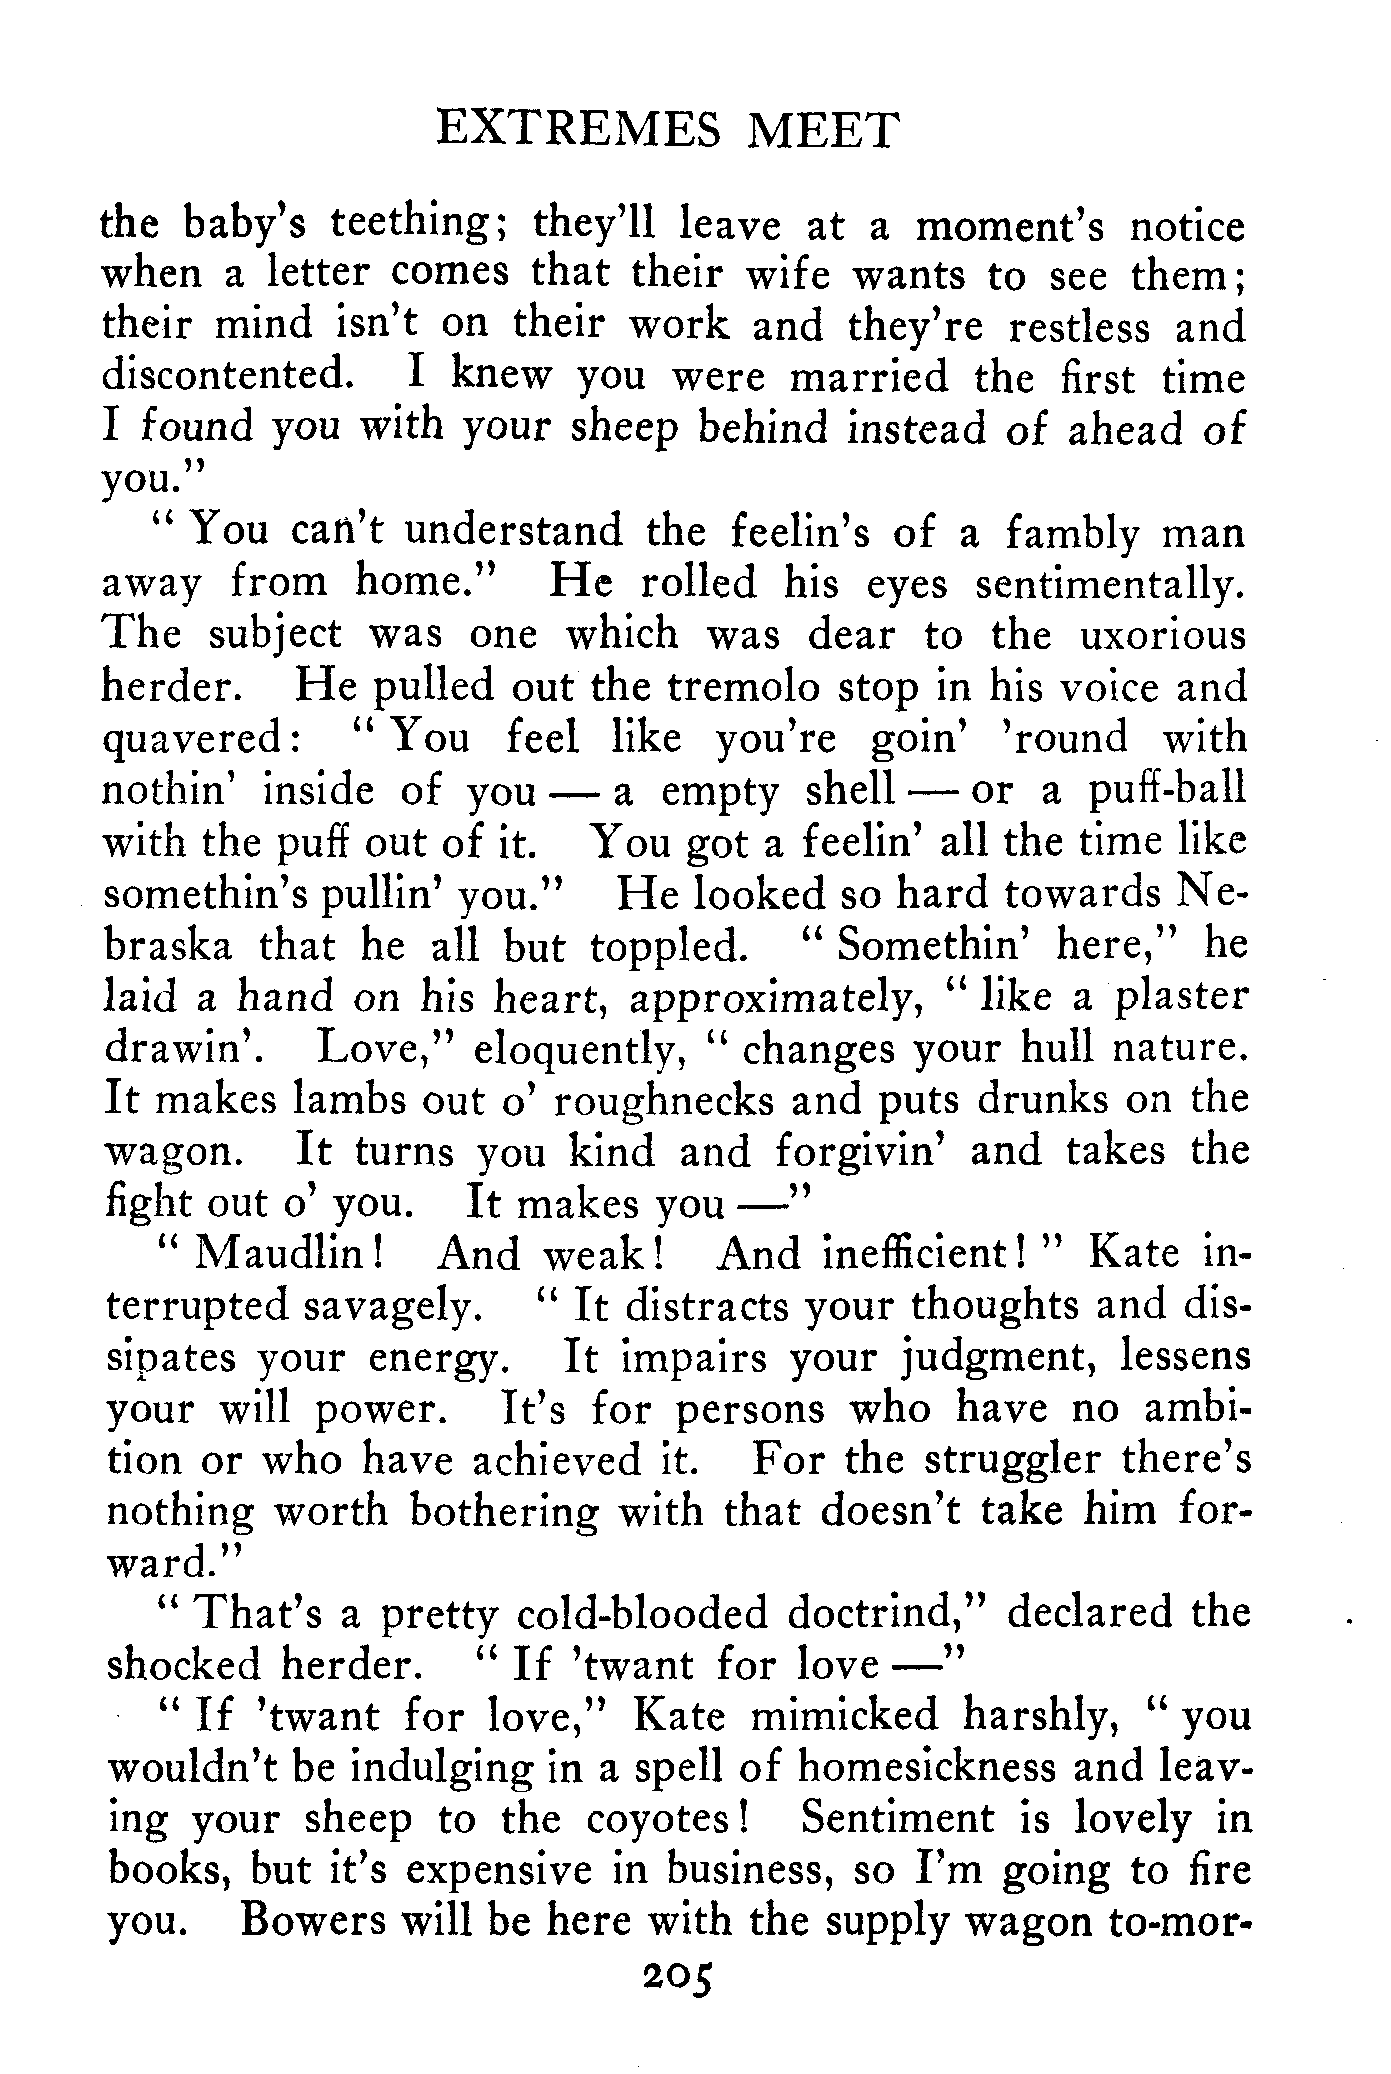 EXTREMES MEET
the baby's teething; they'll leave at a moment's notice
when a letter comes that their wife wants to see them;
their mind isn't on their work and they're restless and
discontented. I knew you were married the first time
I found you with your sheep behind instead of ahead of
you."
" You can't understand the feelin's of a fambly man
away from home." He rolled his eyes sentimentally.
The subject was one which was dear to the uxorious
herder. He pulled out the tremolo stop in his voice and
quavered: " You feel like you're goin' 'round with
nothin' inside of you — a empty shell — or a puff-ball
with the puff out of it. You got a feelin' all the time like
somethin's pullin' you." He looked so hard towards Ne-
braska that he all but toppled. " Somethin' here," he
laid a hand on his heart, approximately, " like a plaster
drawin'. Love," eloquently, " changes your hull nature.
It makes lambs out o' roughnecks and puts drunks on the
wagon. It turns you kind and forgivin' and takes the
fight out o' you. It makes you —"
" Maudlin! And weak! And inefficient! " Kate in-
terrupted savagely. " It distracts your thoughts and dis-
sipates your energy. It impairs your judgment, lessens
your will power. It's for persons who have no ambi-
tion or who have achieved it. For the struggler there's
nothing worth bothering with that doesn't take him for-
ward."
" That's a pretty cold-blooded doctrind," declared the
shocked herder. " If 'twant for love —"
" If 'twant for love," Kate mimicked harshly, " you
wouldn't be indulging in a spell of homesickness and leav-
ing your sheep to the coyotes! Sentiment is lovely in
books, but it's expensive in business, so I'm going to fire
you. Bowers will be here with the supply wagon to-mor-
205